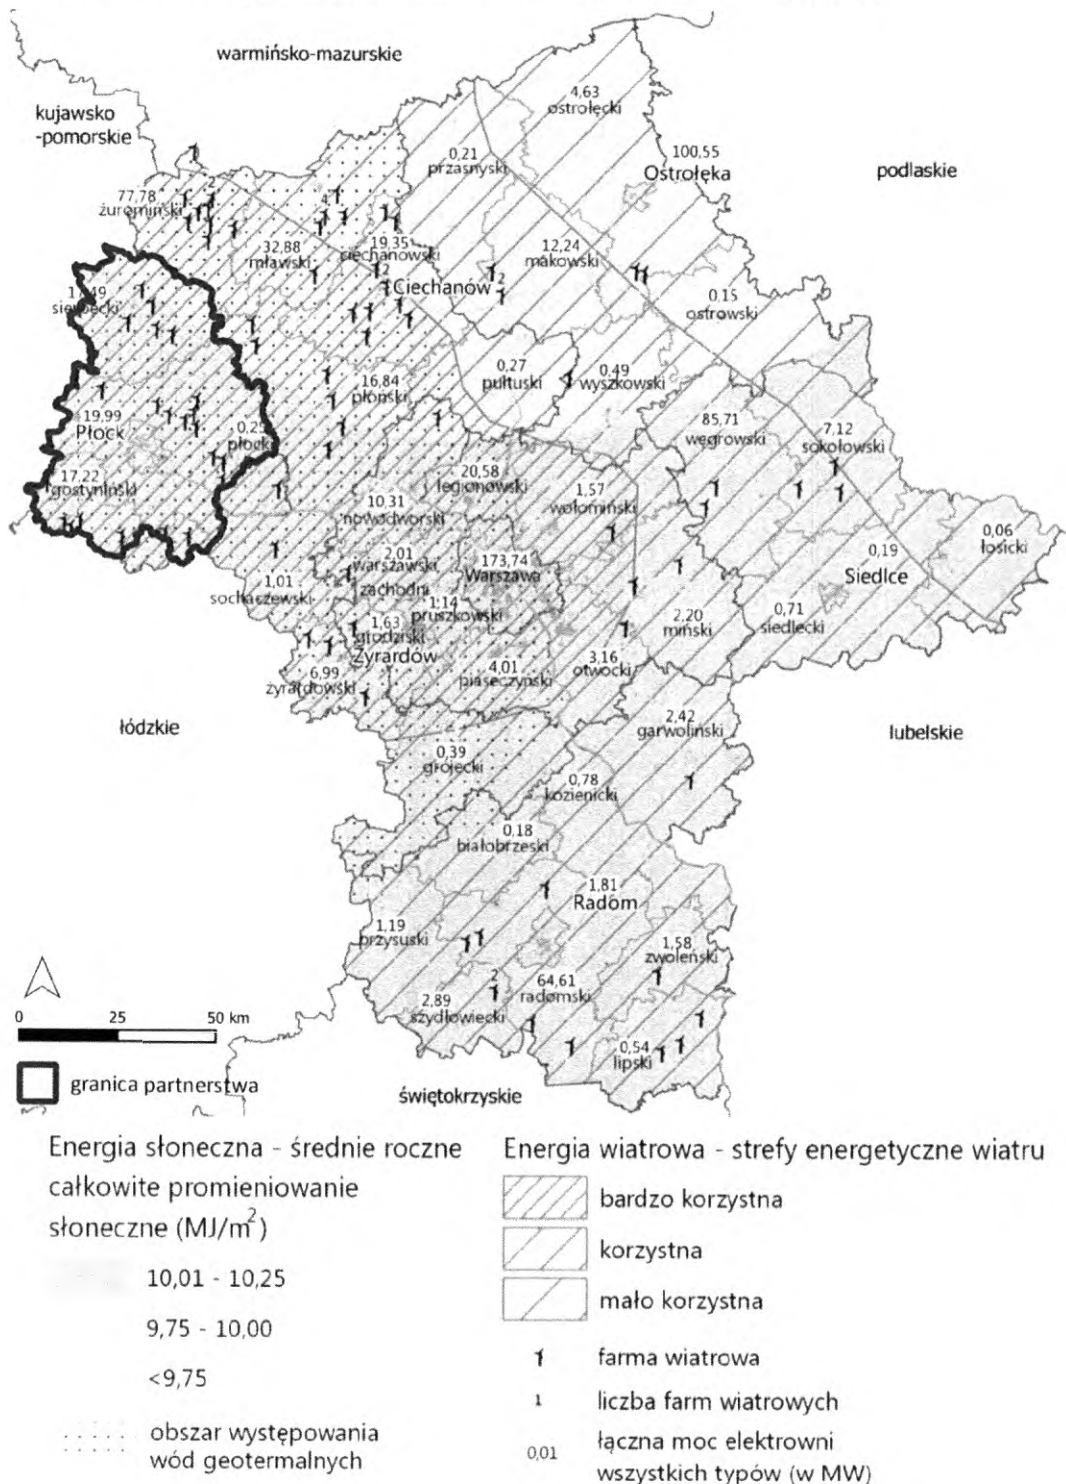 warmińsko-mazurskie
kujawsko
-pomorskie
4,63
ostrołęcki
0,21
przasnyski
100,55
Ostrołęka
podlaskie
77,78
żuromiński
2
4
32,88
mławski
19,35
ciechanowski
12,24
makowski
2
Ciechanów
2
0,15
ostrowski
sierpecki
0,27
pułtuski
0,49
wyszkowski
16,84
płoński
19,99
Płock
0,25
płocki
85,71
węgrowski
7,12
sokołowski
17,22
gostyniński
20,58
legionowski
1,57
wołomiński
10,31
nowodworski
0,06
łosicki
2,01
warszawski
zachodni
173,74
Warszawa
0,19
Siedlce
1,01
sochaczewski
1,14
pruszkowski
1,63
grodziski
Żyrardów
2,20
miński
0,71
siedlecki
6,99
żyrardowski
4,01
piaseczyński
3,16
otwocki
łódzkie
2,42
garwoliński
lubelskie
0,39
grójecki
0,78
kozienicki
0,18
białobrzeski
1,81
Radom
1,19
przysuski
1,58
zwoleński
2
64,61
radomski
2,89
szydłowiecki
0,54
lipski
0 25 50 km
granica partnerstwa
świętokrzyskie
Energia słoneczna - średnie roczne
całkowite promieniowanie
słoneczne (MJ/m²)
10,01 - 10,25
9,75 - 10,00
<9,75
obszar występowania
wód geotermalnych
Energia wiatrowa - strefy energetyczne wiatru
bardzo korzystna
korzystna
mało korzystna
farma wiatrowa
1 liczba farm wiatrowych
0,01 łączna moc elektrowni
wszystkich typów (w MW)